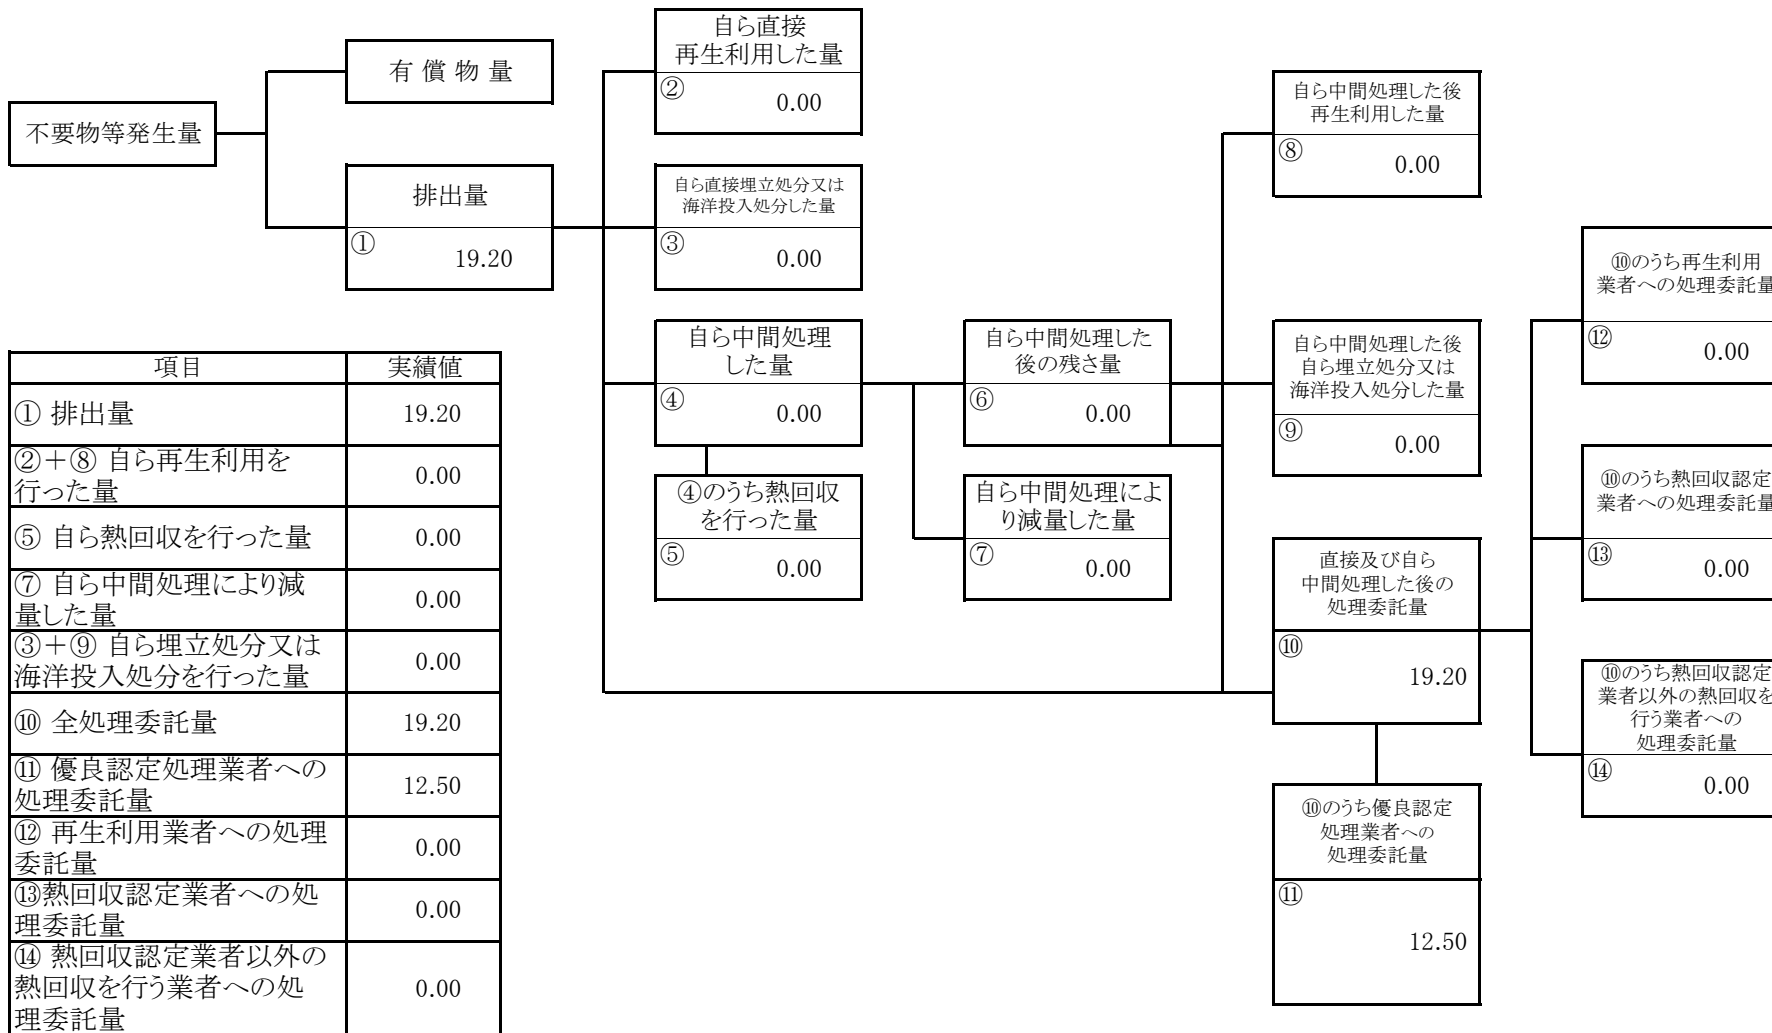 不要物等発生量
有 償 物 量
排出量
①
19.20
自ら直接
再生利用した量
②
0.00
自ら直接埋立処分又は
海洋投入処分した量
③
0.00
自ら中間処理
した量
④
0.00
④のうち熱回収
を行った量
⑤
0.00
自ら中間処理した
後の残さ量
⑥
0.00
自ら中間処理によ
り減量した量
⑦
0.00
自ら中間処理した後
再生利用した量
⑧
0.00
自ら中間処理した後
自ら埋立処分又は
海洋投入処分した量
⑨
0.00
直接及び自ら
中間処理した後の
処理委託量
⑩
19.20
⑩のうち優良認定
処理業者への
処理委託量
⑪
12.50
⑩のうち再生利用
業者への処理委託量
⑫
0.00
⑩のうち熱回収認定
業者への処理委託量
⑬
0.00
⑩のうち熱回収認定
業者以外の熱回収を
行う業者への
処理委託量
⑭
0.00
項目 実績値
① 排出量 19.20
②＋⑧ 自ら再生利用を
行った量 0.00
⑤ 自ら熱回収を行った量 0.00
⑦ 自ら中間処理により減
量した量 0.00
③＋⑨ 自ら埋立処分又は
海洋投入処分を行った量 0.00
⑩ 全処理委託量 19.20
⑪ 優良認定処理業者への
処理委託量 12.50
⑫ 再生利用業者への処理
委託量 0.00
⑬熱回収認定業者への処
理委託量 0.00
⑭ 熱回収認定業者以外の
熱回収を行う業者への処
理委託量 0.00